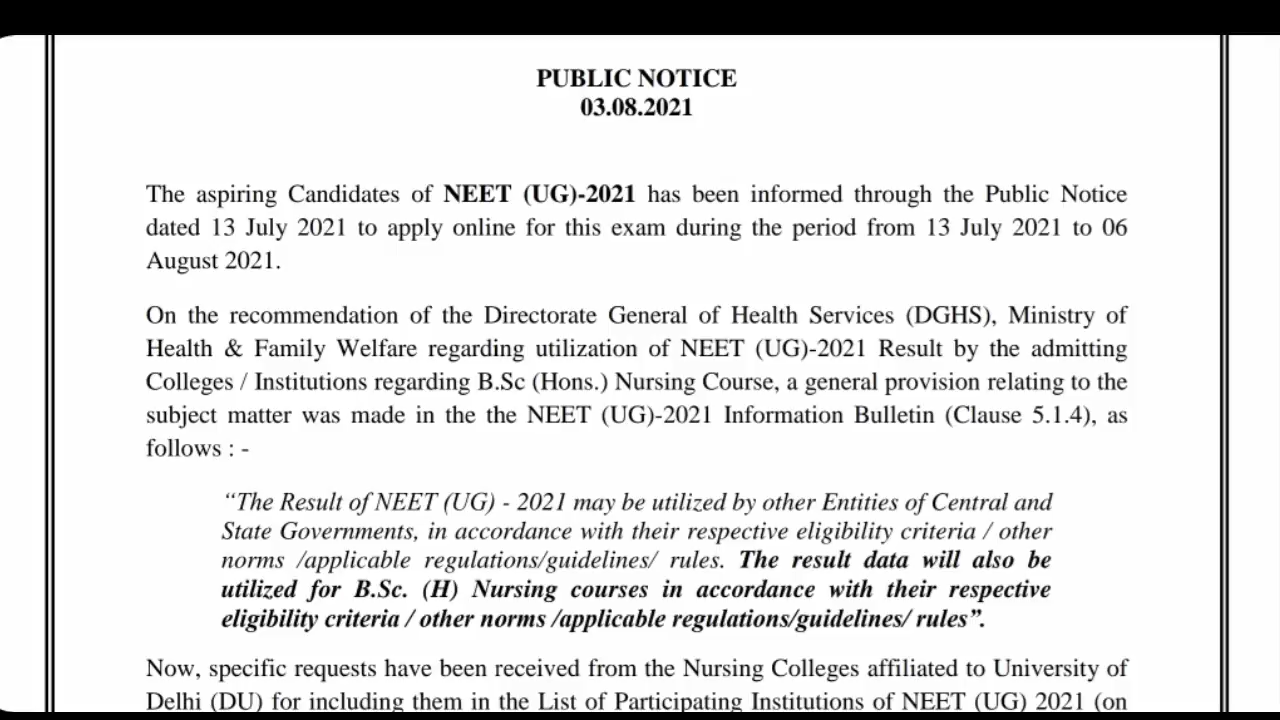 PUBLIC NOTICE
03.08.2021
The aspiring Candidates of NEET (UG)-2021 has been informed through the Public Notice
dated 13 July 2021 to apply online for this exam during the period from 13 July 2021 to 06
August 2021.
On the recommendation of the Directorate General of Health Services (DGHS), Ministry of
Health & Family Welfare regarding utilization of NEET (UG)-2021 Result by the admitting
Colleges / Institutions regarding B.Sc (Hons.) Nursing Course, a general provision relating to the
subject matter was made in the the NEET (UG)-2021 Information Bulletin (Clause 5.1.4), as
follows : -
“The Result of NEET (UG) - 2021 may be utilized by other Entities of Central and
State Governments, in accordance with their respective eligibility criteria / other
norms /applicable regulations/guidelines/ rules. The result data will also be
utilized for B.Sc. (H) Nursing courses in accordance with their respective
eligibility criteria / other norms /applicable regulations/guidelines/ rules”.
Now, specific requests have been received from the Nursing Colleges affiliated to University of
Delhi (DU) for including them in the List of Participating Institutions of NEET (UG) 2021 (on